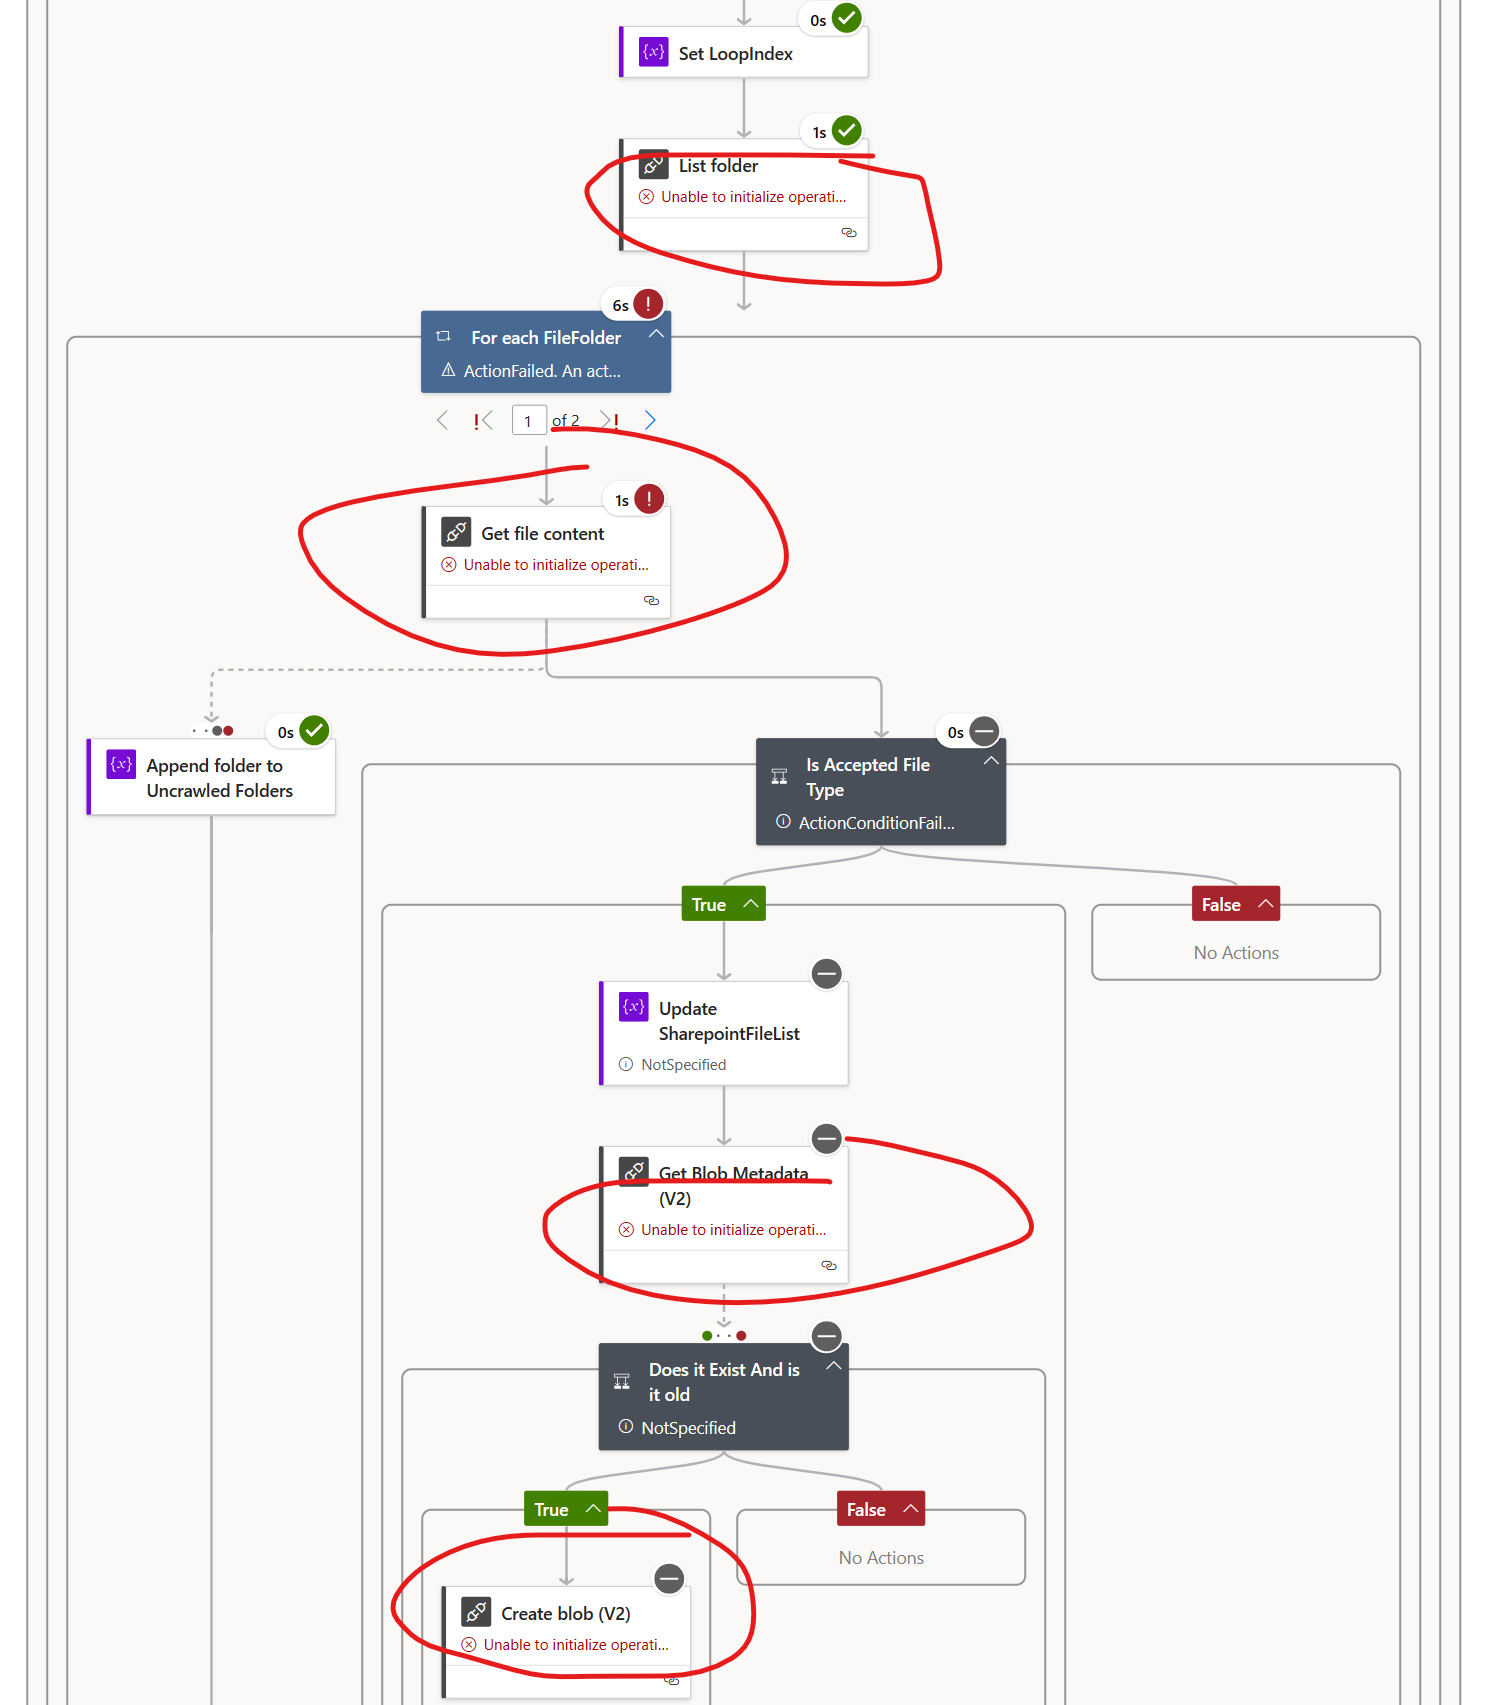 0s
Set LoopIndex
1s
List folder
Unable to initialize operati...
6s
For each FileFolder
ActionFailed. An act...
1 of 2
1s
Get file content
Unable to initialize operati...
0s
Append folder to
Uncrawled Folders
0s
Is Accepted File
Type
ActionConditionFail...
True
False
No Actions
Update
SharepointFileList
NotSpecified
Get Blob Metadata
(V2)
Unable to initialize operati...
Does it Exist And is
it old
NotSpecified
True
False
No Actions
Create blob (V2)
Unable to initialize operati...